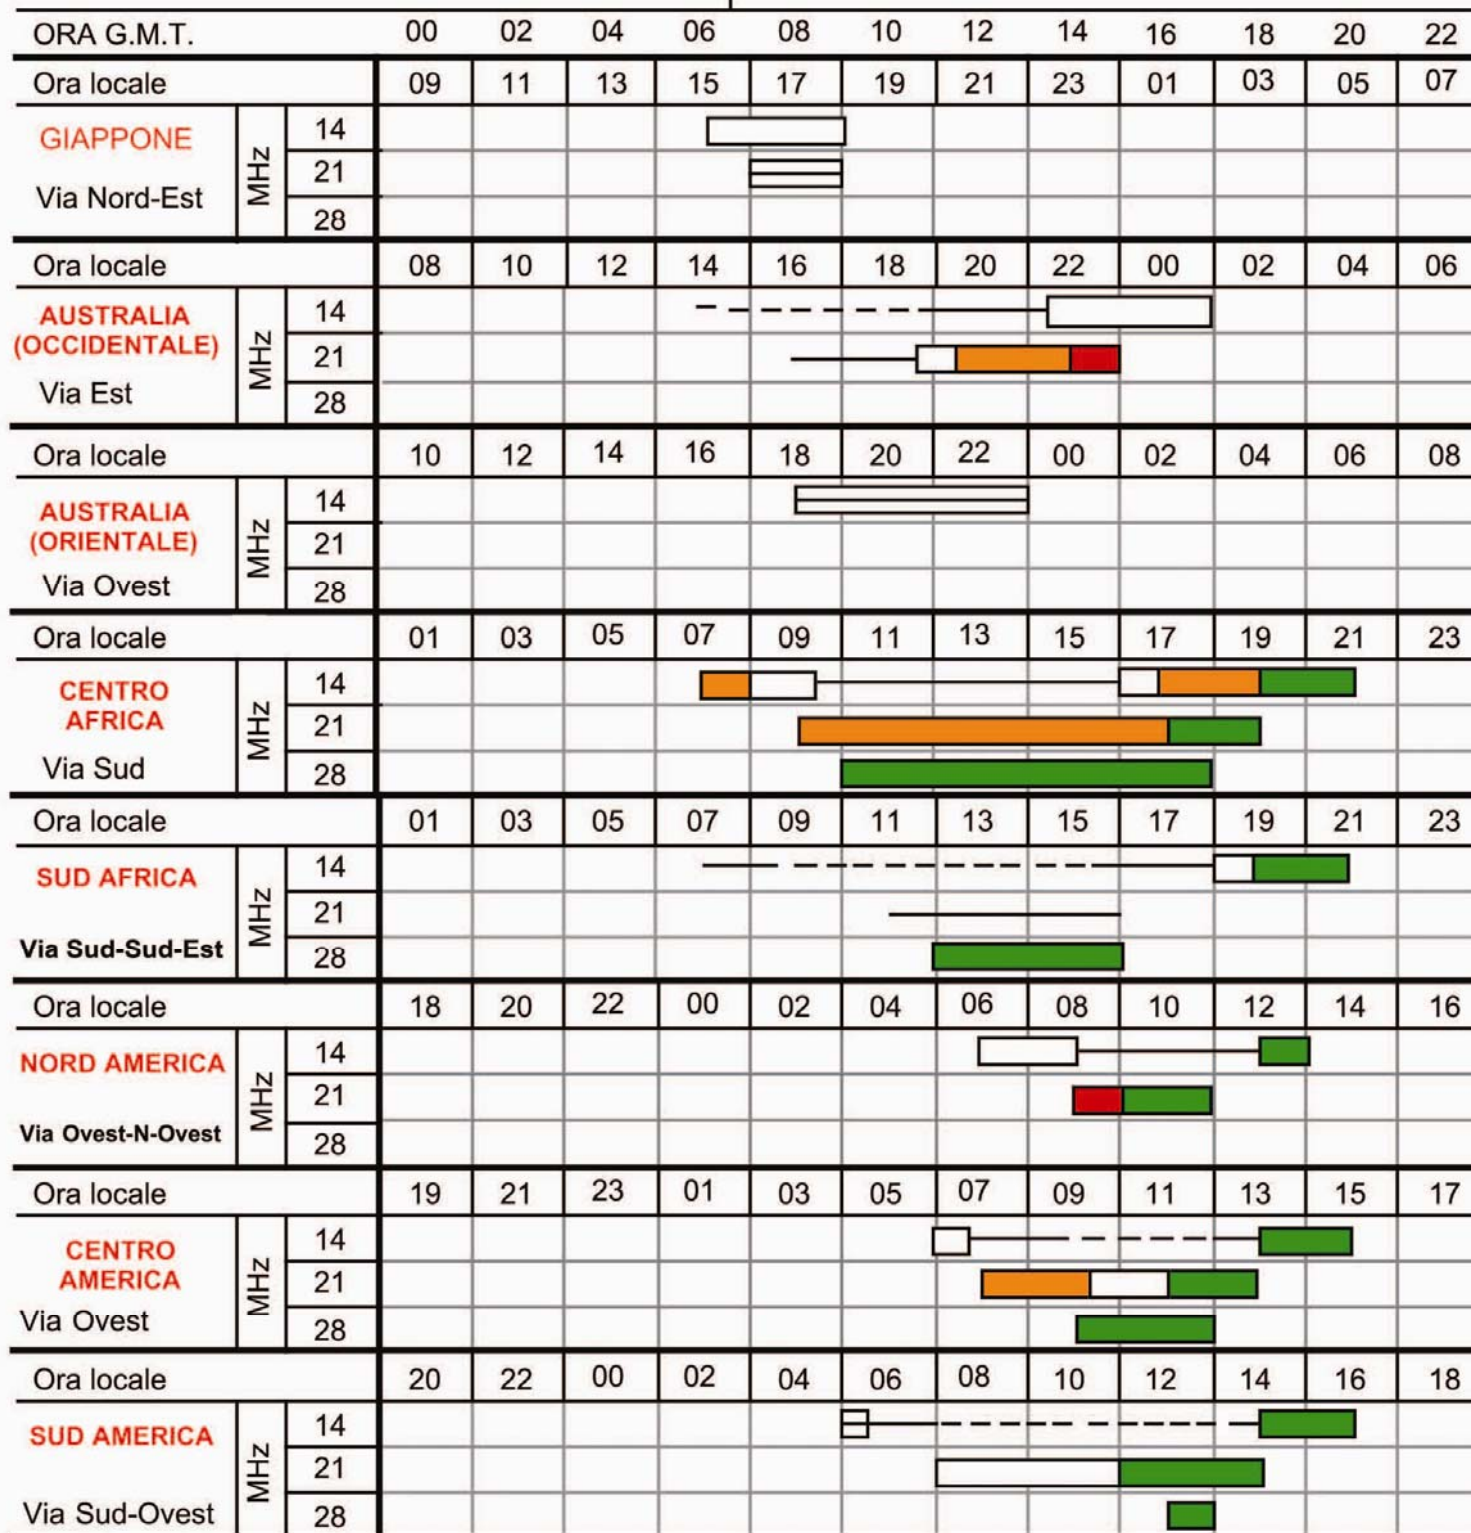 ORA G.M.T. 00 02 04 06 08 10 12 14 16 18 20 22
Ora locale 09 11 13 15 17 19 21 23 01 03 05 07
GIAPPONE
Via Nord-Est
MHz
14
21
28
Ora locale 08 10 12 14 16 18 20 22 00 02 04 06
AUSTRALIA
(OCCIDENTALE)
Via Est
MHz
14
21
28
Ora locale 10 12 14 16 18 20 22 00 02 04 06 08
AUSTRALIA
(ORIENTALE)
Via Ovest
MHz
14
21
28
Ora locale 01 03 05 07 09 11 13 15 17 19 21 23
CENTRO
AFRICA
Via Sud
MHz
14
21
28
Ora locale 01 03 05 07 09 11 13 15 17 19 21 23
SUD AFRICA
Via Sud-Sud-Est
MHz
14
21
28
Ora locale 18 20 22 00 02 04 06 08 10 12 14 16
NORD AMERICA
Via Ovest-N-Ovest
MHz
14
21
28
Ora locale 19 21 23 01 03 05 07 09 11 13 15 17
CENTRO
AMERICA
Via Ovest
MHz
14
21
28
Ora locale 20 22 00 02 04 06 08 10 12 14 16 18
SUD AMERICA
Via Sud-Ovest
MHz
14
21
28